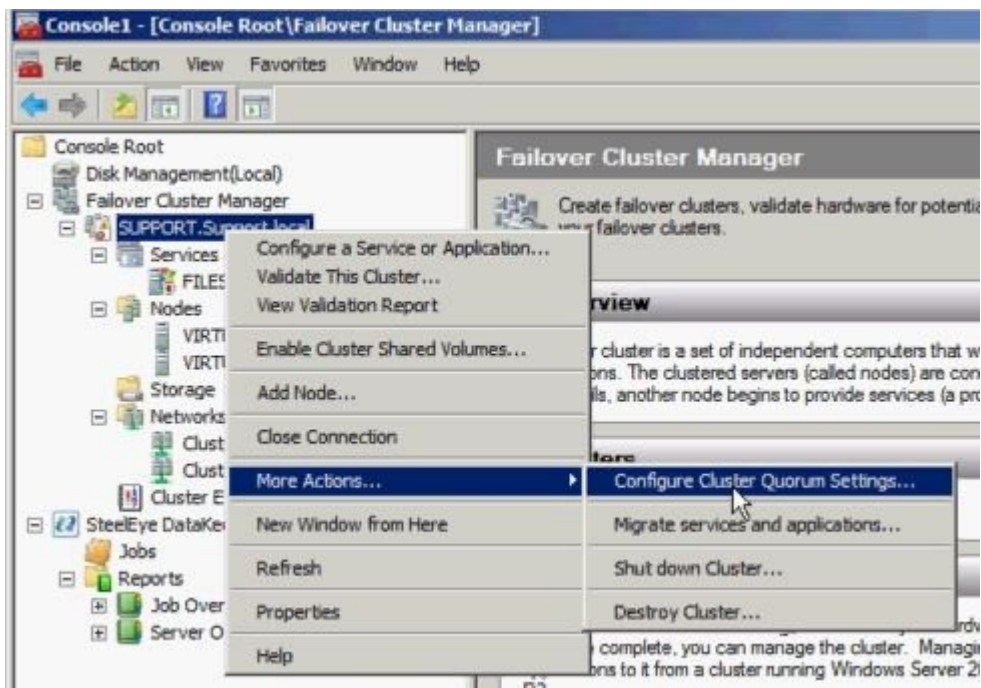 Console1 - [Console Root\Failover Cluster Manager]
File Action View Favorites Window Help
Console Root
Disk Management(Local)
Failover Cluster Manager
SUPPORT.Support.local
Services
FILES
Nodes
VIRTU
VIRTU
Storage
Networks
Clust
Clust
Cluster E
SteelEye DataKee
Jobs
Reports
Job Over
Server O
Configure a Service or Application...
Validate This Cluster...
View Validation Report
Enable Cluster Shared Volumes...
Add Node...
Close Connection
More Actions...
New Window from Here
Refresh
Properties
Help
Configure Cluster Quorum Settings...
Migrate services and applications...
Shut down Cluster...
Destroy Cluster...
Failover Cluster Manager
Create failover clusters, validate hardware for potentia
your failover clusters.
rview
r cluster is a set of independent computers that w
ons. The clustered servers (called nodes) are con
ils, another node begins to provide services (a pro
ters
complete, you can manage the cluster. Managin
ons to it from a cluster running Windows Server 2